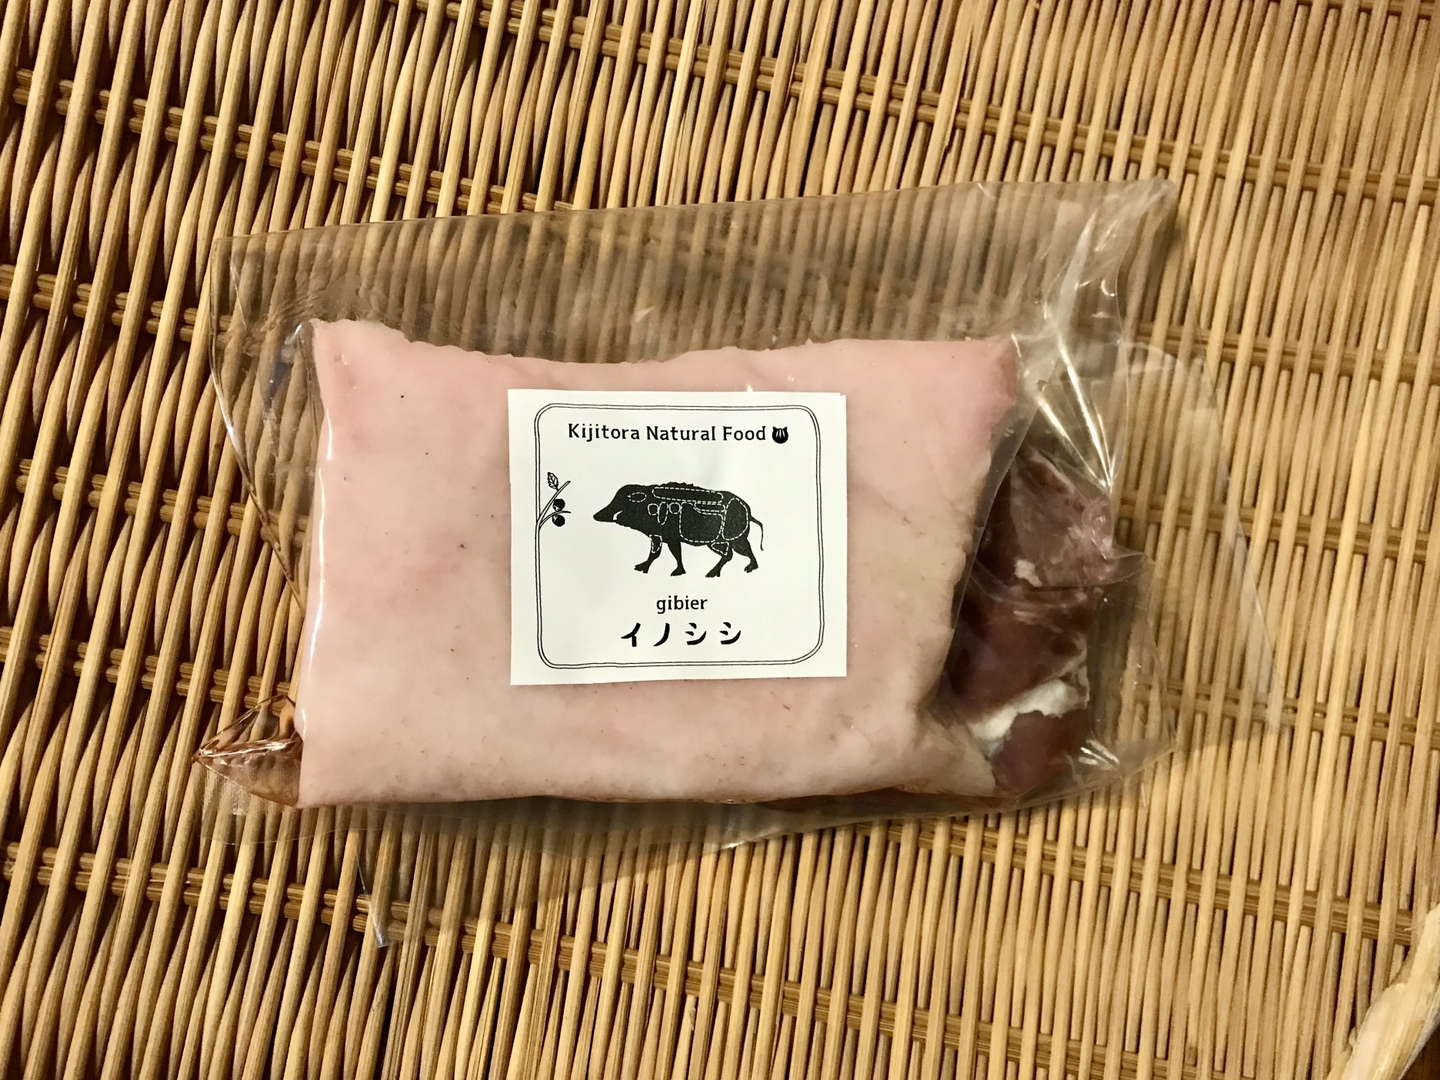 Kijitora Natural Food
gibier
イノシシ